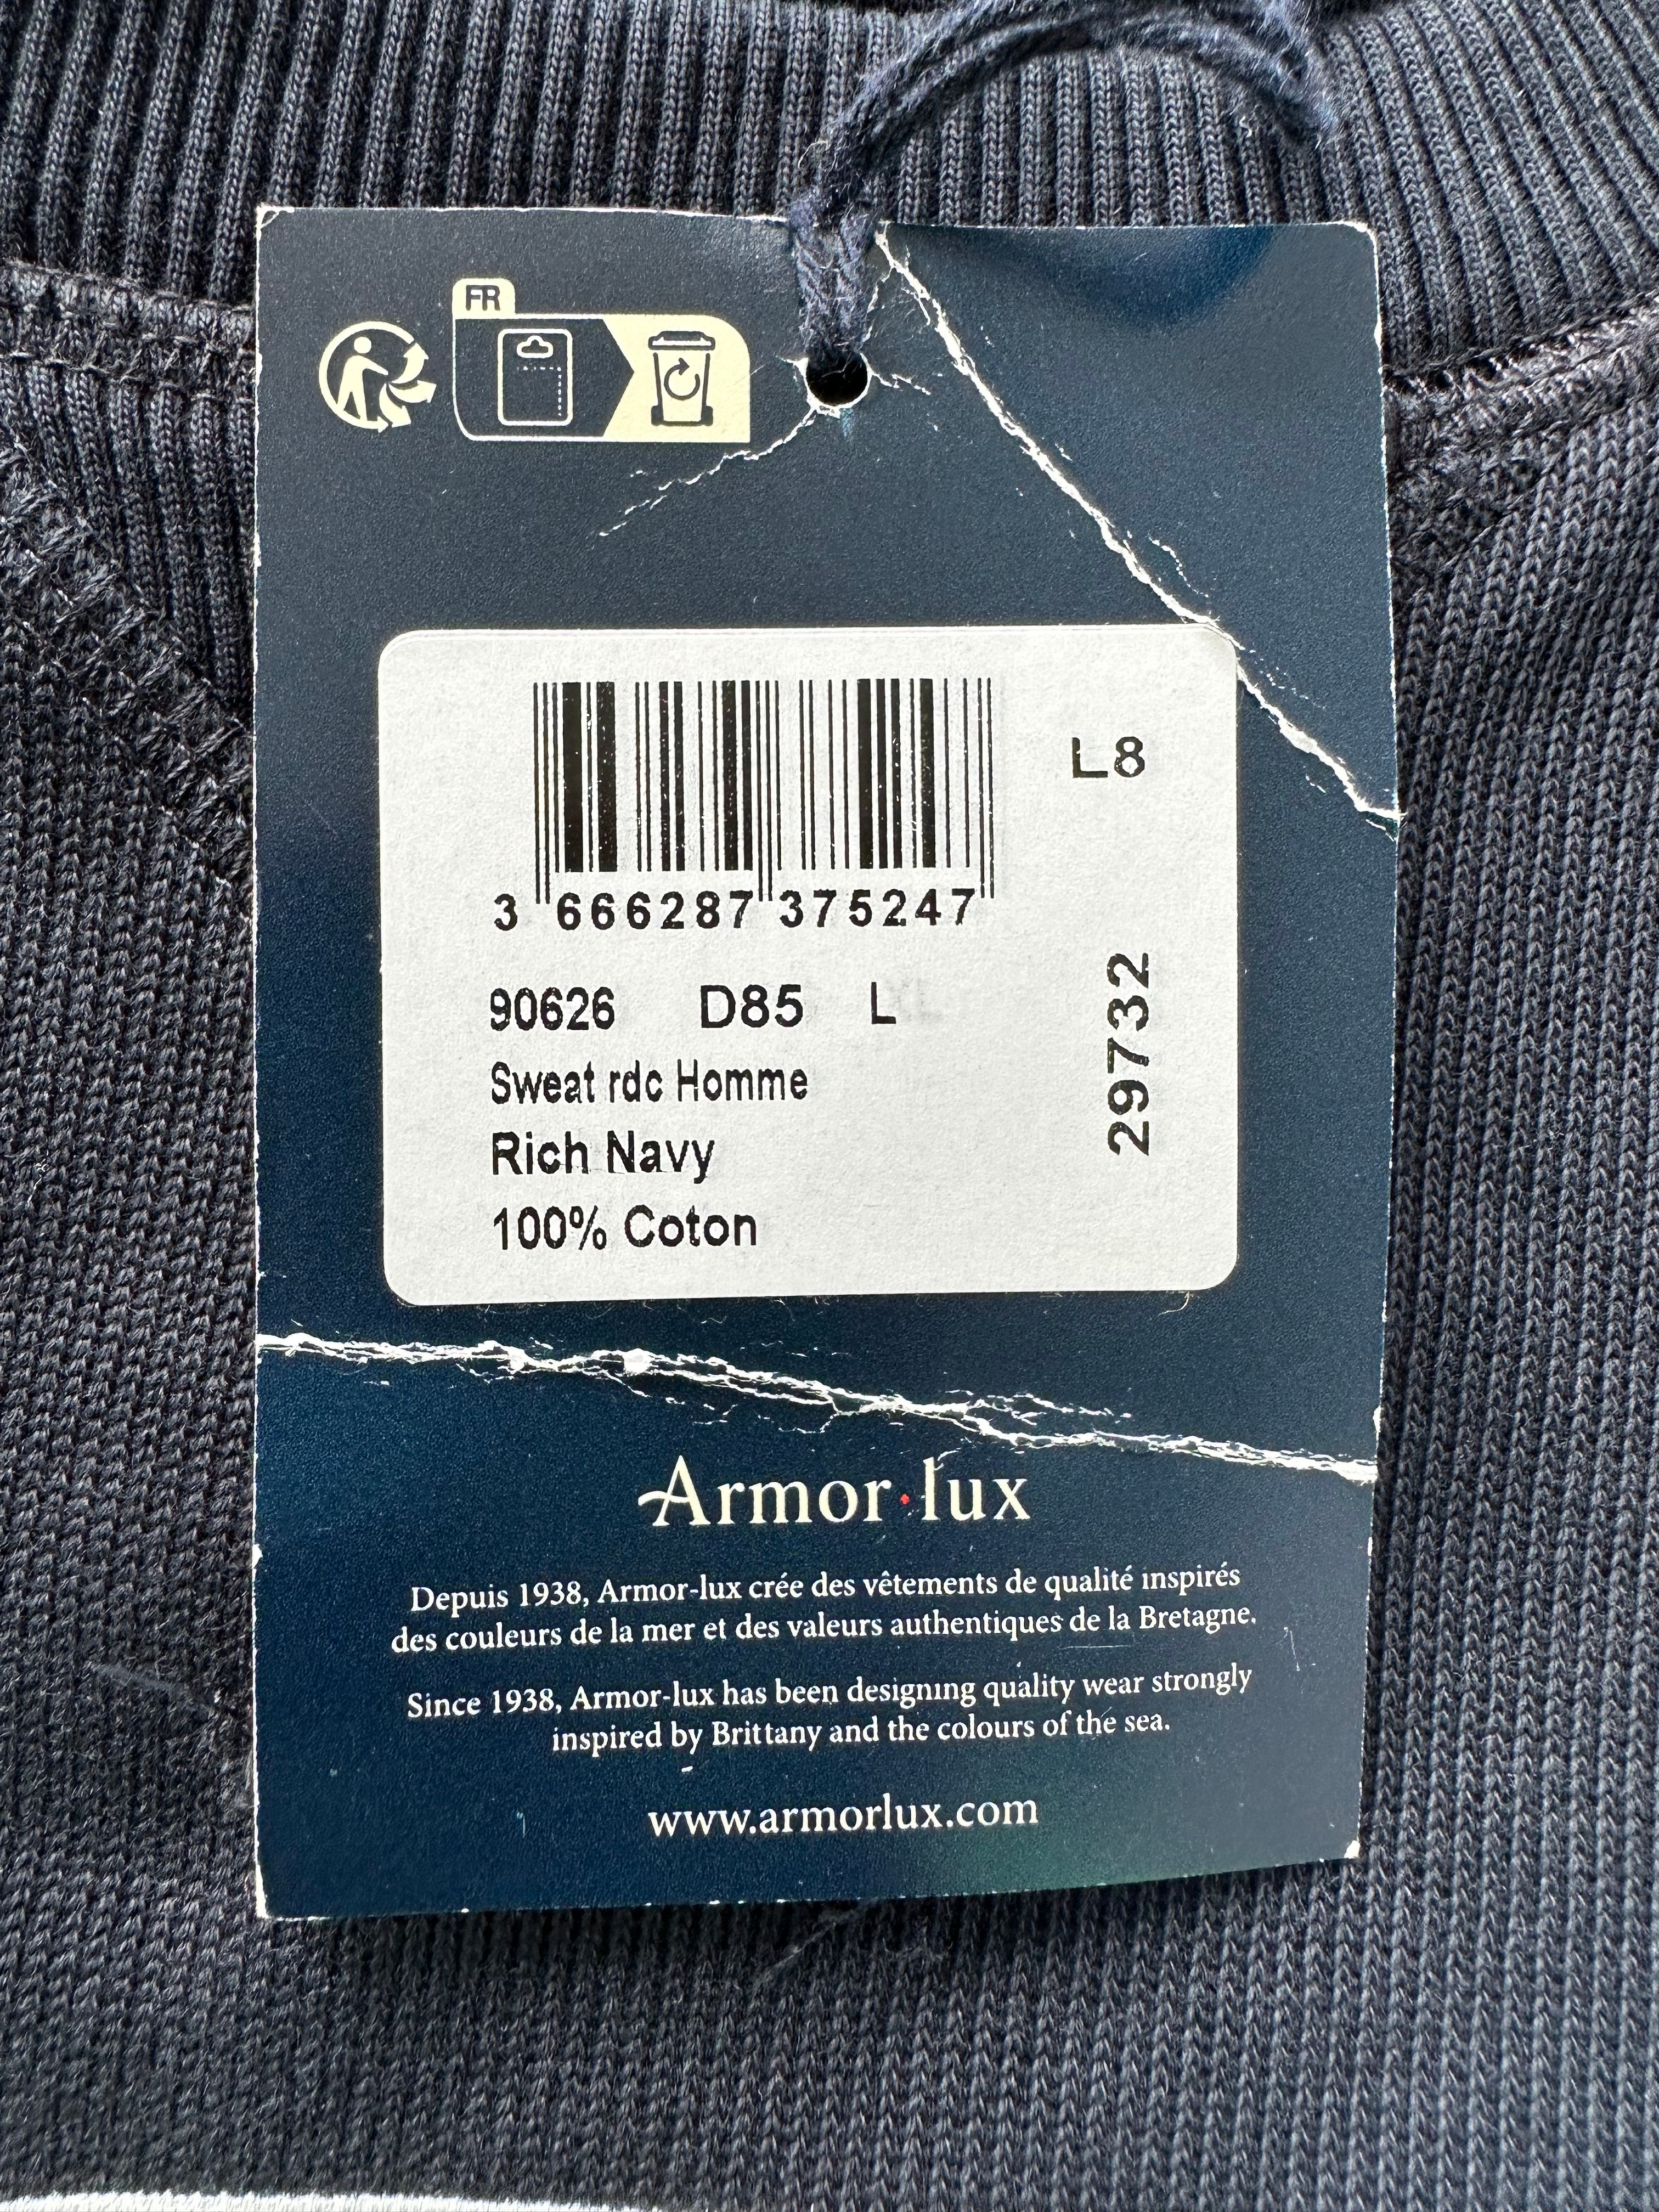 FR
L8
3 666287 375247
90626 D85 L
Sweat rdc Homme
Rich Navy
100% Coton
29732
Armor·lux
Depuis 1938, Armor-lux crée des vêtements de qualité inspirés
des couleurs de la mer et des valeurs authentiques de la Bretagne.
Since 1938, Armor-lux has been designing quality wear strongly
inspired by Brittany and the colours of the sea.
www.armorlux.com